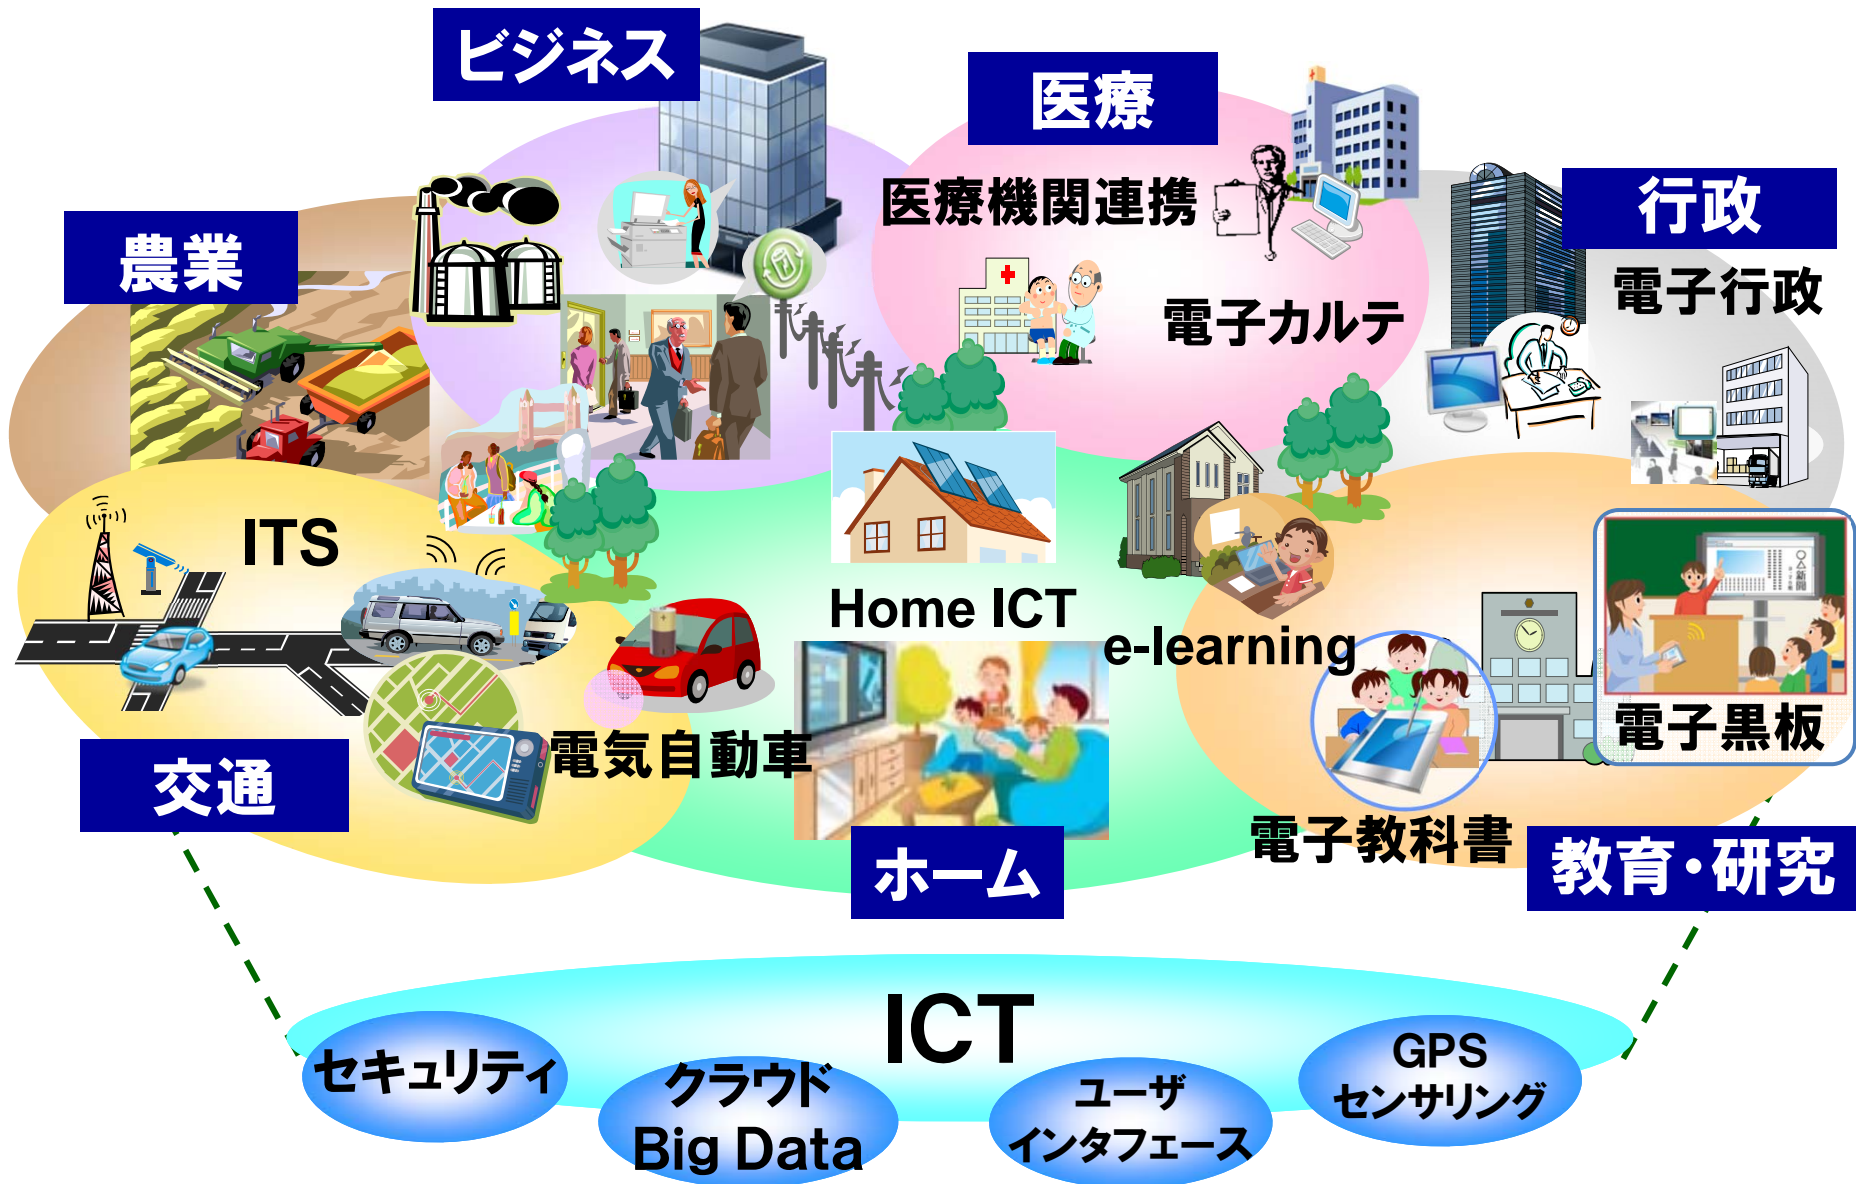 ビジネス
医療
医療機関連携
行政
農業
電子行政
電子カルテ
ITS
Home ICT
e-learning
新聞
電子黒板
電気自動車
交通
電子教科書
ホーム
教育・研究
ICT
セキュリティ
クラウド
Big Data
ユーザ
インタフェース
GPS
センサリング